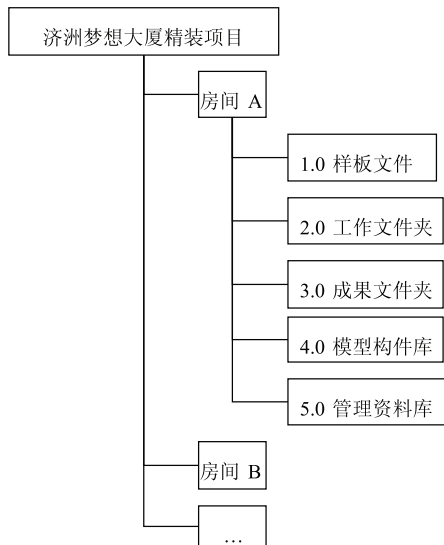 济洲梦想大厦精装项目
房间 A
1.0 样板文件
2.0 工作文件夹
3.0 成果文件夹
4.0 模型构件库
5.0 管理资料库
房间 B
…